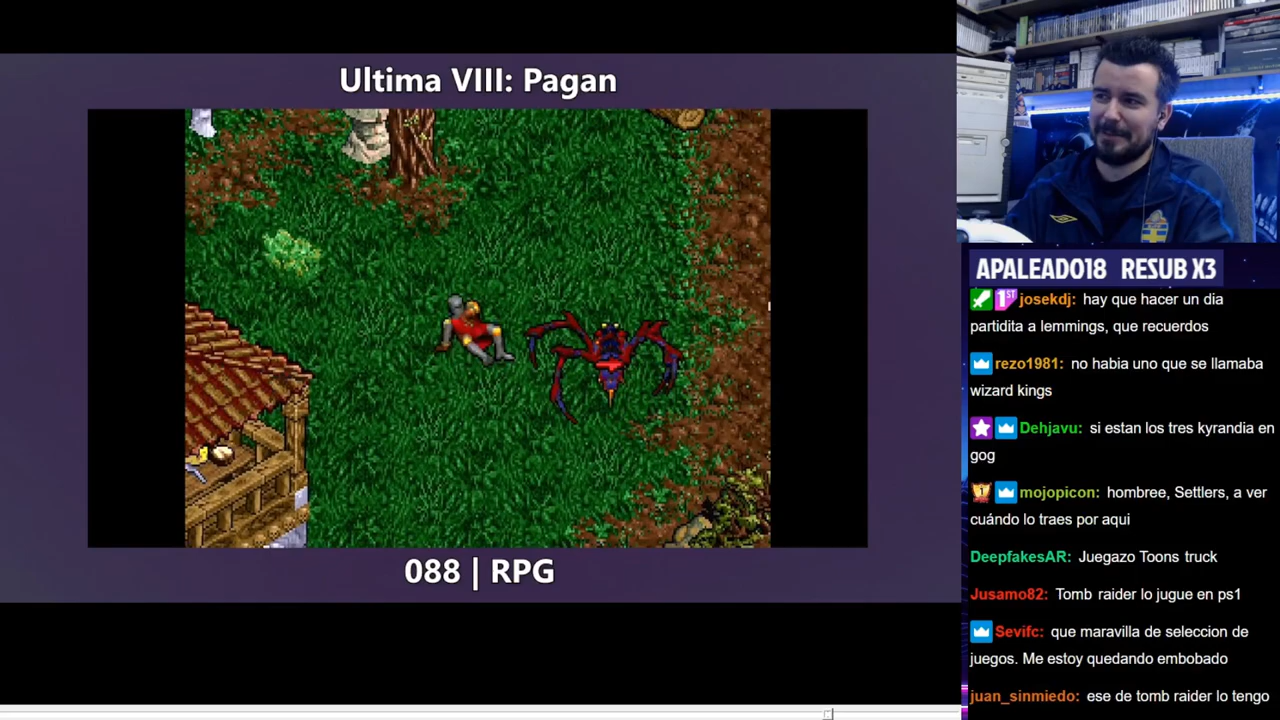 Ultima VIII: Pagan
088 | RPG
APALEADO18 RESUB X3
josekdj: hay que hacer un dia
partidita a lemmings, que recuerdos
rezo1981: no habia uno que se llamaba
wizard kings
Dehjavu: si estan los tres kyrandia en
gog
mojopicon: hombree, Settlers, a ver
cuándo lo traes por aqui
DeepfakesAR: Juegazo Toons truck
Jusamo82: Tomb raider lo jugue en ps1
Sevifc: que maravilla de seleccion de
juegos. Me estoy quedando embobado
juan_sinmiedo: ese de tomb raider lo tengo